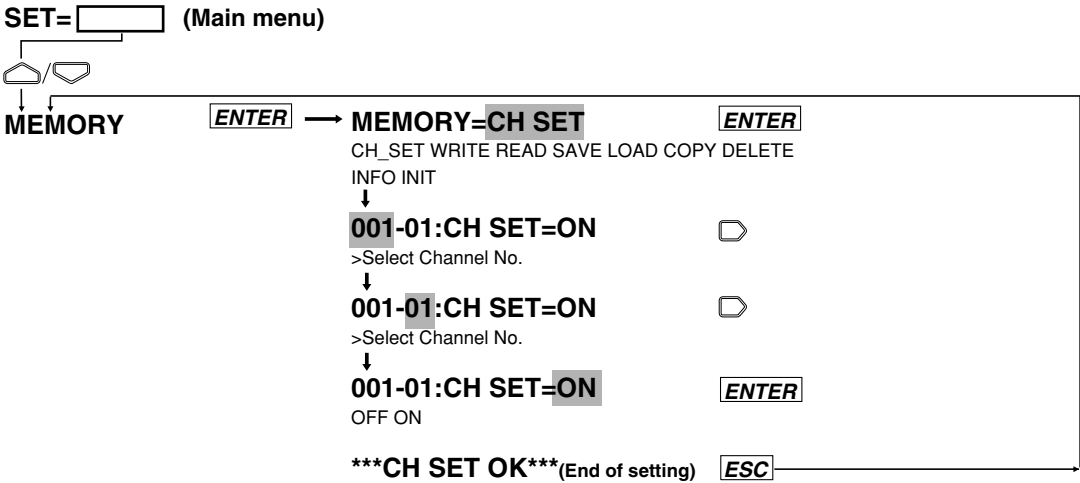 SET= (Main menu)
/
MEMORY ENTER MEMORY=CH SET ENTER
CH_SET WRITE READ SAVE LOAD COPY DELETE
INFO INIT
001-01:CH SET=ON
>Select Channel No.
001-01:CH SET=ON
>Select Channel No.
001-01:CH SET=ON ENTER
OFF ON
***CH SET OK***(End of setting) ESC